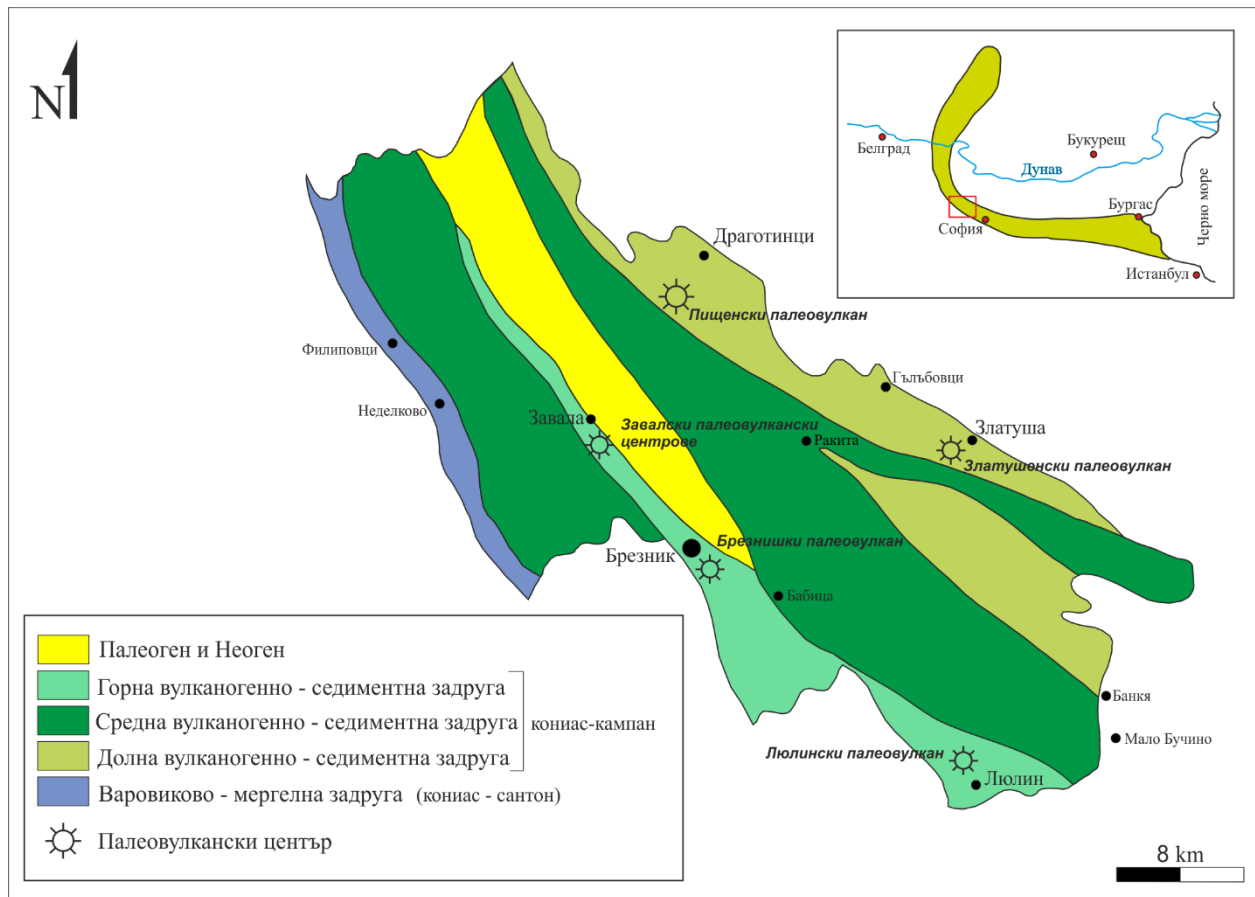 N
Белград
Букурещ
Дунав
Бургас
София
Черно море
Истанбул
Драготинци
Пищенски палеовулкан
Филиповци
Гълъбовци
Неделково
Завала
Завалски палеовулкански
центрове
Ракита
Златуша
Златушенски палеовулкан
Брезник
Брезнишки палеовулкан
Бабица
Банкя
Мало Бучино
Люлински палеовулкан
Люлин
Палеоген и Неоген
Горна вулканогенно - седиментна задруга
Средна вулканогенно - седиментна задруга
кониас-кампан
Долна вулканогенно - седиментна задруга
Варовиково - мергелна задруга (кониас - сантон)
Палеовулкански център
8 km